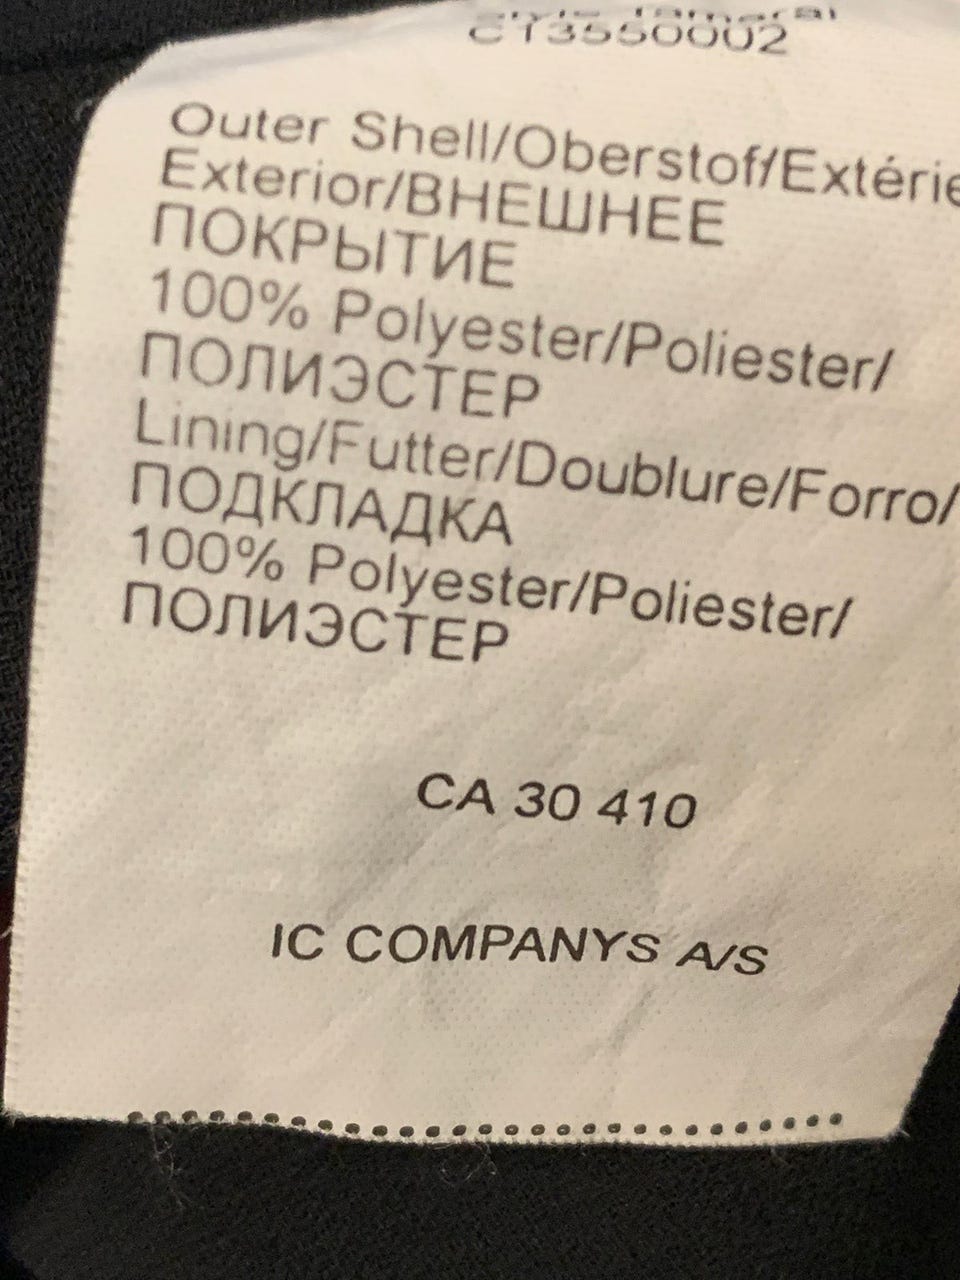 C13550002
Outer Shell/Oberstoff/Extérie
Exterior/ВНЕШНЕЕ
ПОКРЫТИЕ
100% Polyester/Poliester/
ПОЛИЭСТЕР
Lining/Futter/Doublure/Forro/
ПОДКЛАДКА
100% Polyester/Poliester/
ПОЛИЭСТЕР
CA 30 410
IC COMPANYS A/S